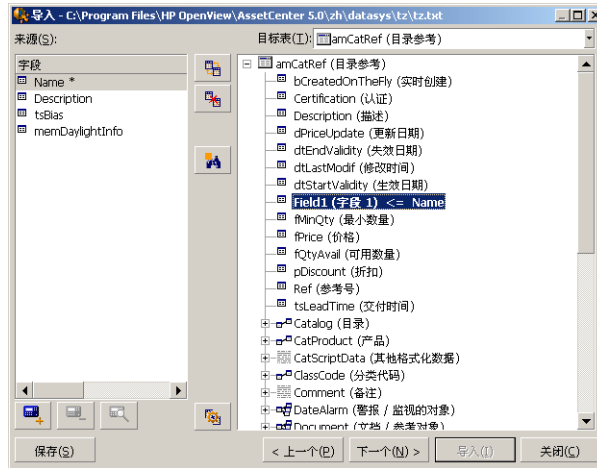 导入 - C:\Program Files\HP OpenView\AssetCenter 5.0\zh\datasys\tz\tz.txt
来源(S):
目标表(T): amCatRef (目录参考)
字段
Name *
Description
tsBias
memDaylightInfo
amCatRef (目录参考)
bCreatedOnTheFly (实时创建)
Certification (认证)
Description (描述)
dPriceUpdate (更新日期)
dtEndValidity (失效日期)
dtLastModif (修改时间)
dtStartValidity (生效日期)
Field1 (字段 1) <= Name
fMinQty (最小数量)
fPrice (价格)
fQtyAvail (可用数量)
pDiscount (折扣)
Ref (参考号)
tsLeadTime (交付时间)
Catalog (目录)
CatProduct (产品)
CatScriptData (其他格式化数据)
ClassCode (分类代码)
Comment (备注)
DateAlarm (警报 / 监视的对象)
Document (文档 / 参考对象)
保存(S)
< 上一个(P)
下一个(N) >
导入(I)
关闭(C)